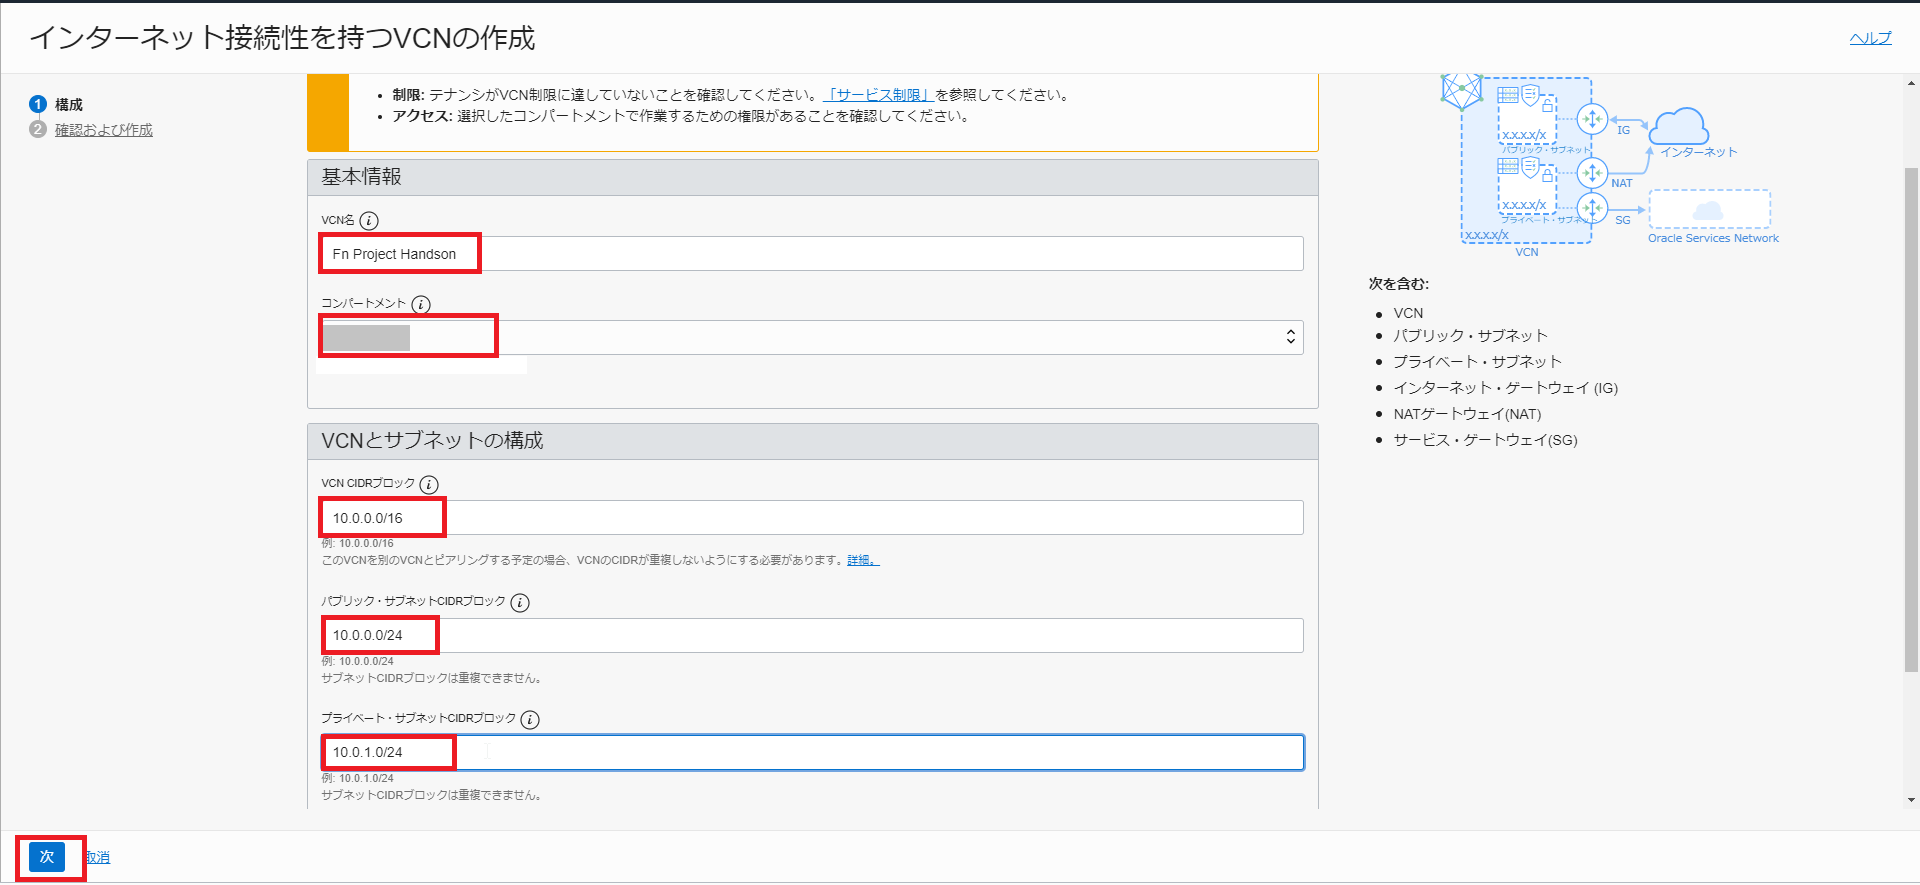 インターネット接続性を持つVCNの作成
ヘルプ
1 構成
2 確認および作成
• 制限: テナンシがVCN制限に達していないことを確認してください。「サービス制限」を参照してください。
• アクセス: 選択したコンパートメントで作業するための権限があることを確認してください。
基本情報
VCN名 i
Fn Project Handson
コンパートメント i
VCNとサブネットの構成
VCN CIDRブロック i
10.0.0.0/16
例: 10.0.0.0/16
このVCNを別のVCNとピアリングする予定の場合、VCNのCIDRが重複しないようにする必要があります。詳細。
パブリック・サブネットCIDRブロック i
10.0.0.0/24
例: 10.0.0.0/24
サブネットCIDRブロックは重複できません。
プライベート・サブネットCIDRブロック i
10.0.1.0/24
例: 10.0.1.0/24
サブネットCIDRブロックは重複できません。
x.x.x.x/x
パブリック・サブネット
IG
インターネット
NAT
x.x.x.x/x
プライベート・サブネット
SG
x.x.x.x/x
Oracle Services Network
VCN
次を含む:
• VCN
• パブリック・サブネット
• プライベート・サブネット
• インターネット・ゲートウェイ (IG)
• NATゲートウェイ(NAT)
• サービス・ゲートウェイ(SG)
次 取消